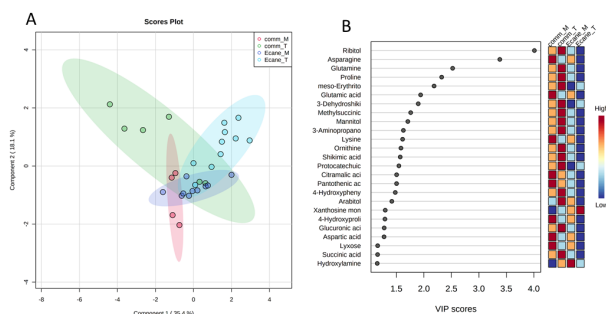 A
Scores Plot
comm_M
comm_T
Ecane_M
Ecane_T
Component 2 ( 18.1 %)
4
2
0
-2
-4
-8
-6
-4
-2
0
2
4
Component 1 ( 35.4 %)
B
comm_M
comm_T
Ecane_M
Ecane_T
Ribitol
Asparagine
Glutamine
Proline
meso-Erythrito
Glutamic acid
3-Dehydroshiki
Methylsuccinic
Mannitol
3-Aminopropano
Lysine
Ornithine
Shikimic acid
Protocatechuic
Citramalic aci
Pantothenic ac
4-Hydroxypheny
Arabitol
Xanthosine mon
4-Hydroxyproli
Glucuronic aci
Aspartic acid
Lyxose
Succinic acid
Hydroxylamine
1.5
2.0
2.5
3.0
3.5
4.0
VIP scores
High
Low